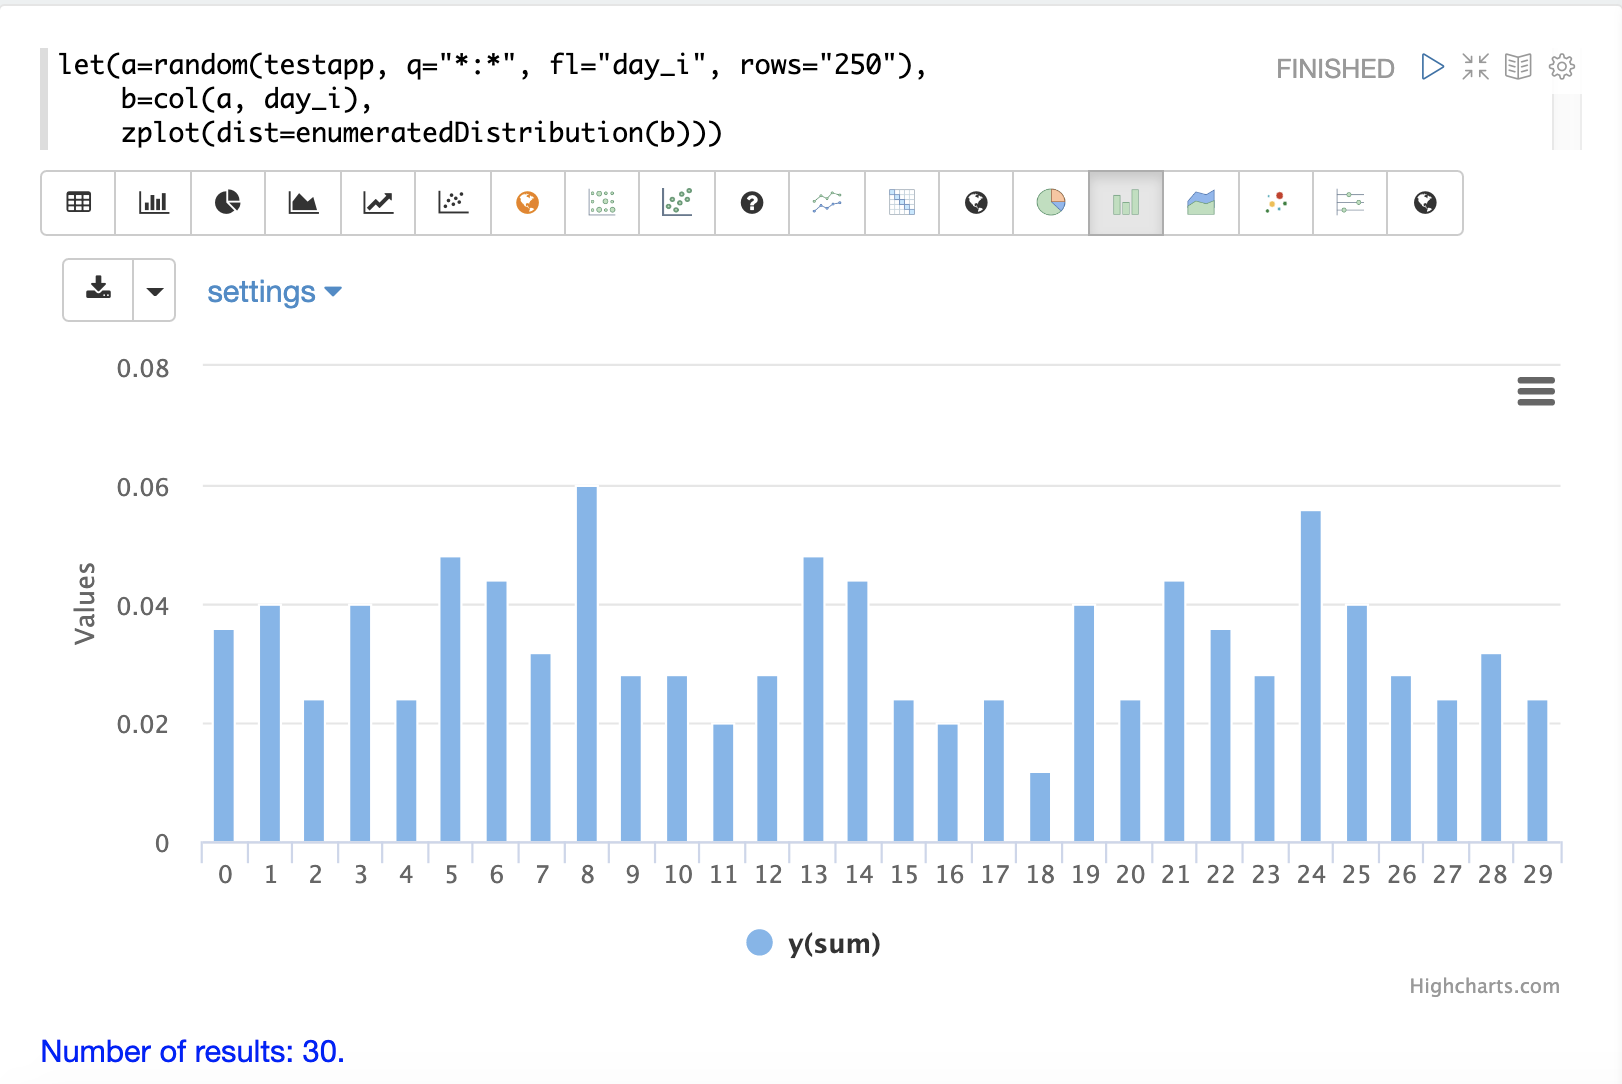 let(a=random(testapp, q="*:*", fl="day_i", rows="250"),
    b=col(a, day_i),
    zplot(dist=enumeratedDistribution(b)))
FINISHED
settings
0.08
0.06
0.04
0.02
0
Values
0 1 2 3 4 5 6 7 8 9 10 11 12 13 14 15 16 17 18 19 20 21 22 23 24 25 26 27 28 29
y(sum)
Highcharts.com
Number of results: 30.